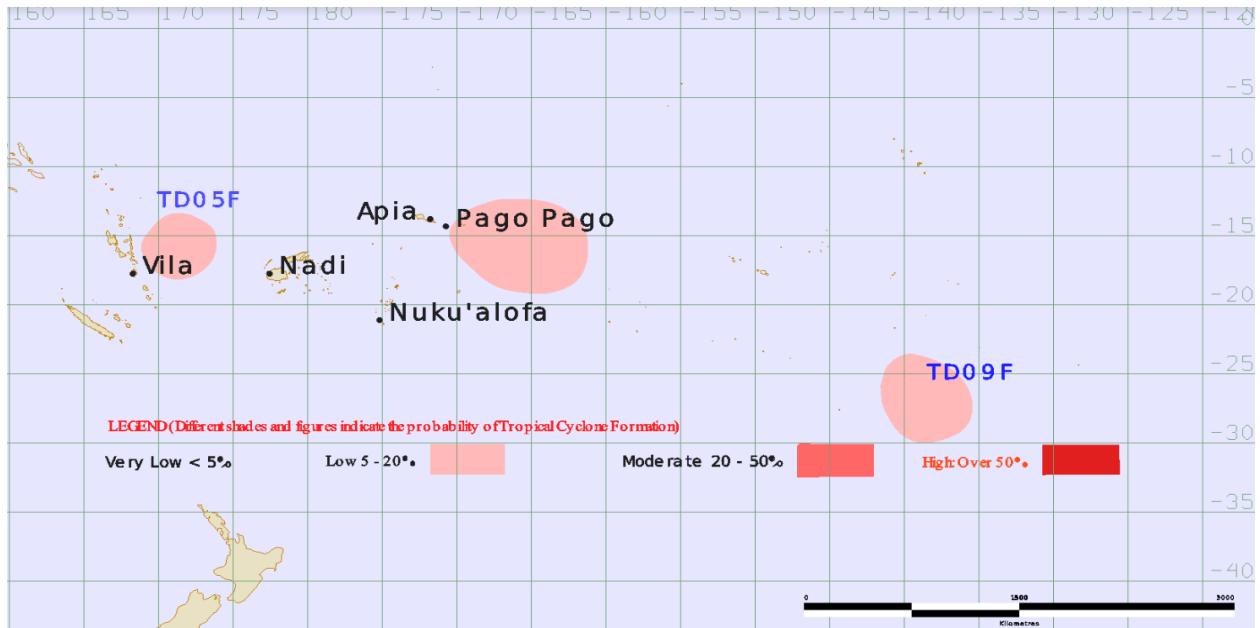 160 165 170 175 180 -175 -170 -165 -160 -155 -150 -145 -140 -135 -130 -125 -120
0
-5
-10
TD05F
Apia
Pago Pago
-15
Vila
Nadi
-20
Nuku'alofa
-25
TD09F
LEGEND (Different shades and figures indicate the probability of Tropical Cyclone Formation)
-30
Very Low < 5%
Low 5 - 20%
Moderate 20 - 50%
High: Over 50%
-35
-40
0 1500 3000
Kilometres